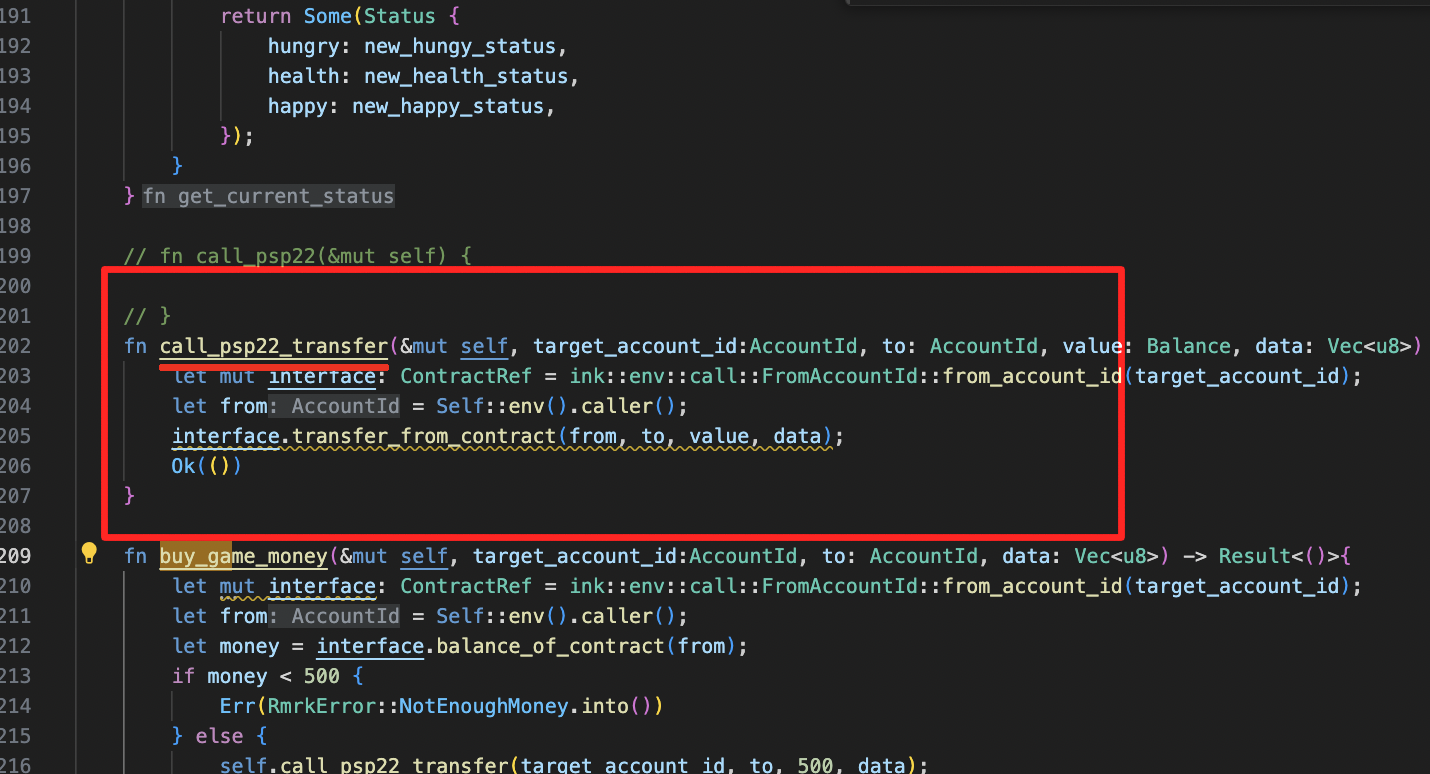 191 return Some(Status {
192 hungry: new_hungy_status,
193 health: new_health_status,
194 happy: new_happy_status,
195 });
196 }
197 } fn get_current_status
198
199 // fn call_psp22(&mut self) {
200
201 // }
202 fn call_psp22_transfer(&mut self, target_account_id:AccountId, to: AccountId, value: Balance, data: Vec<u8>)
203 let mut interface: ContractRef = ink::env::call::FromAccountId::from_account_id(target_account_id);
204 let from: AccountId = Self::env().caller();
205 interface.transfer_from_contract(from, to, value, data);
206 Ok(())
207 }
208
209 fn buy_game_money(&mut self, target_account_id:AccountId, to: AccountId, data: Vec<u8>) -> Result<()>{
210 let mut interface: ContractRef = ink::env::call::FromAccountId::from_account_id(target_account_id);
211 let from: AccountId = Self::env().caller();
212 let money = interface.balance_of_contract(from);
213 if money < 500 {
214 Err(RmrkError::NotEnoughMoney.into())
215 } else {
216 self.call_psp22_transfer(target_account_id, to, 500, data);